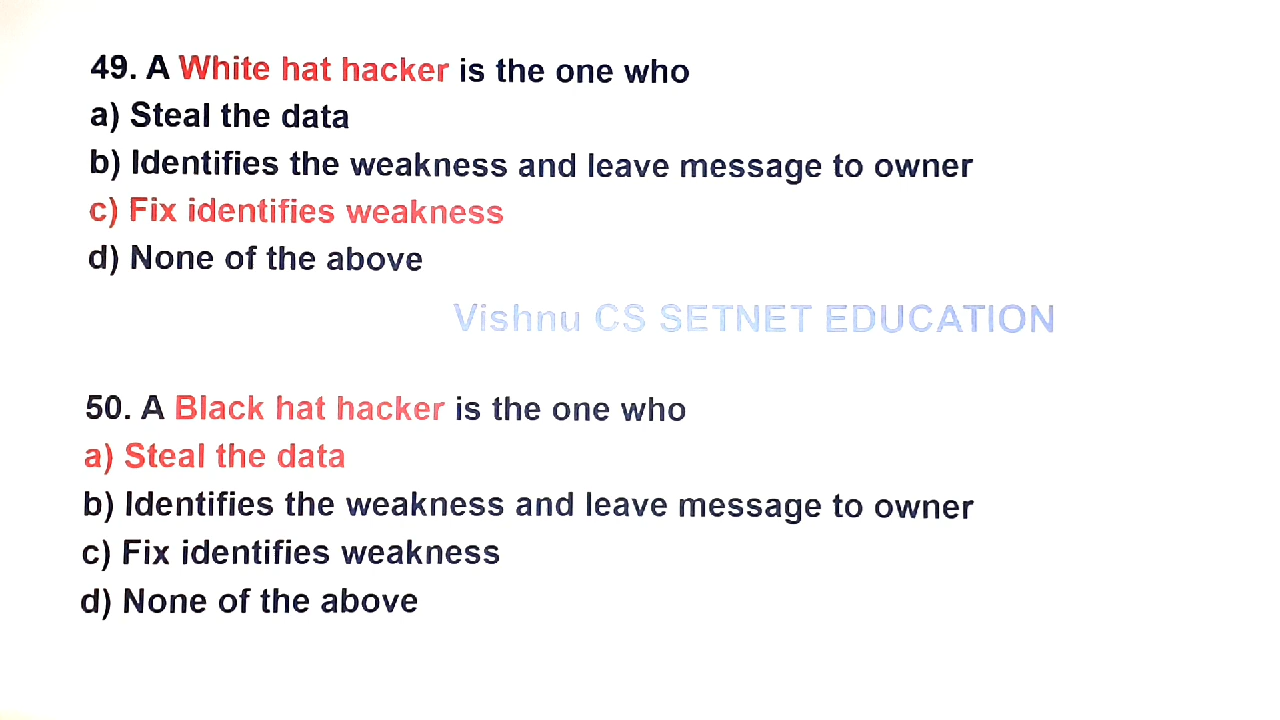 49. A White hat hacker is the one who
a) Steal the data
b) Identifies the weakness and leave message to owner
c) Fix identifies weakness
d) None of the above
Vishnu CS SETNET EDUCATION
50. A Black hat hacker is the one who
a) Steal the data
b) Identifies the weakness and leave message to owner
c) Fix identifies weakness
d) None of the above